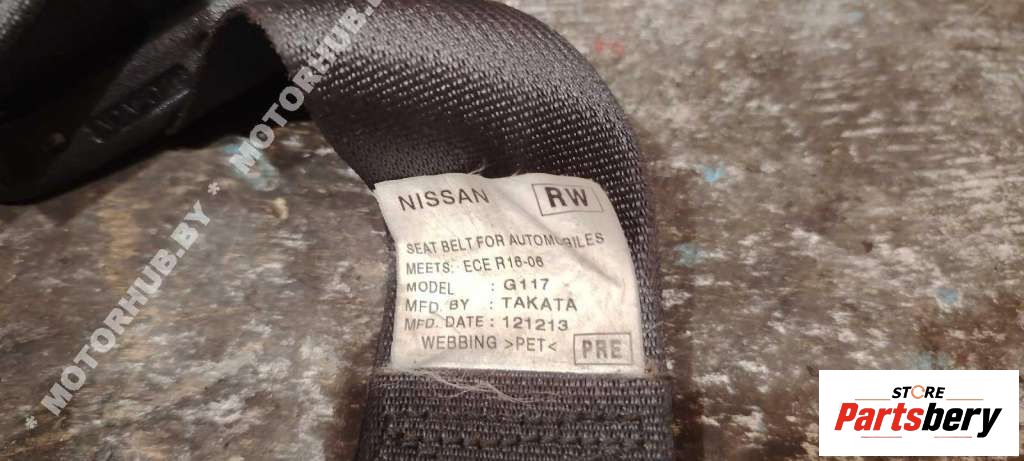 NISSAN RW
SEAT BELT FOR AUTOMOBILES
MEETS: ECE R16-06
MODEL : G117
MFD. BY : TAKATA
MFD. DATE : 121213
WEBBING >PET< PRE
* MOTORHUB.BY * MOTORHUB.BY
STORE
Partsbery